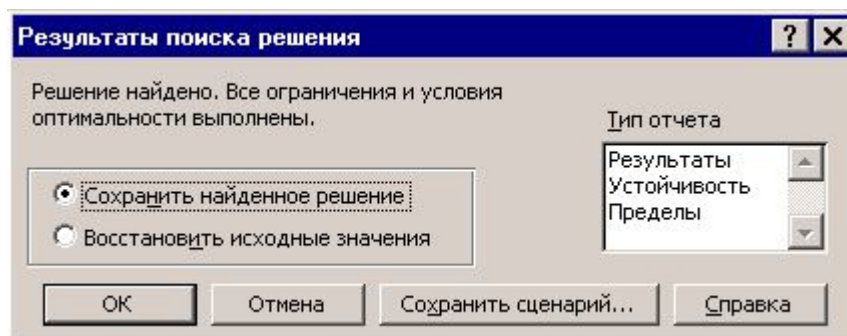 Результаты поиска решения
? X
Решение найдено. Все ограничения и условия
оптимальности выполнены.
Тип отчета
Результаты
Устойчивость
Пределы
Сохранить найденное решение
Восстановить исходные значения
ОК
Отмена
Сохранить сценарий...
Справка